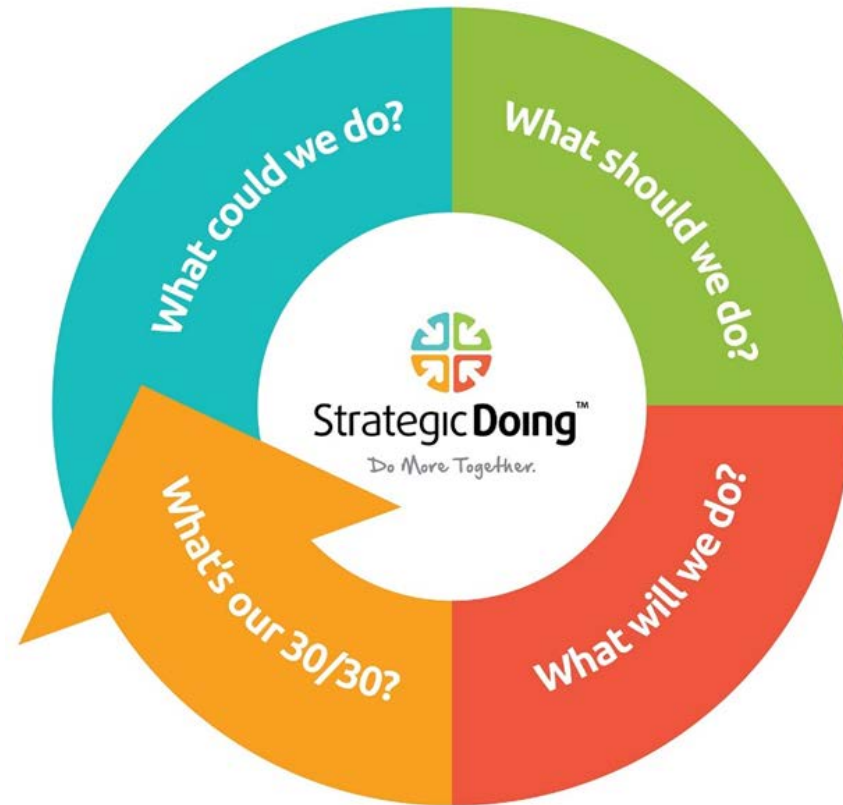 What could we do?
What should we do?
What will we do?
What's our 30/30?
StrategicDoing™
Do More Together.